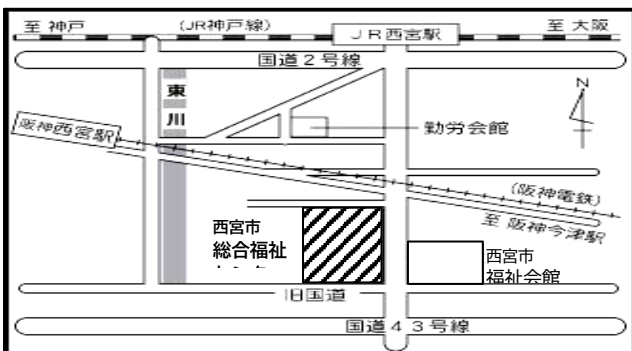 至 神戸
(JR神戸線)
JR西宮駅
至 大阪
国道2号線
東川
N
阪神西宮駅
勤労会館
(阪神電鉄)
至 阪神今津駅
西宮市
総合福祉
西宮市
福祉会館
旧国道
国道43号線